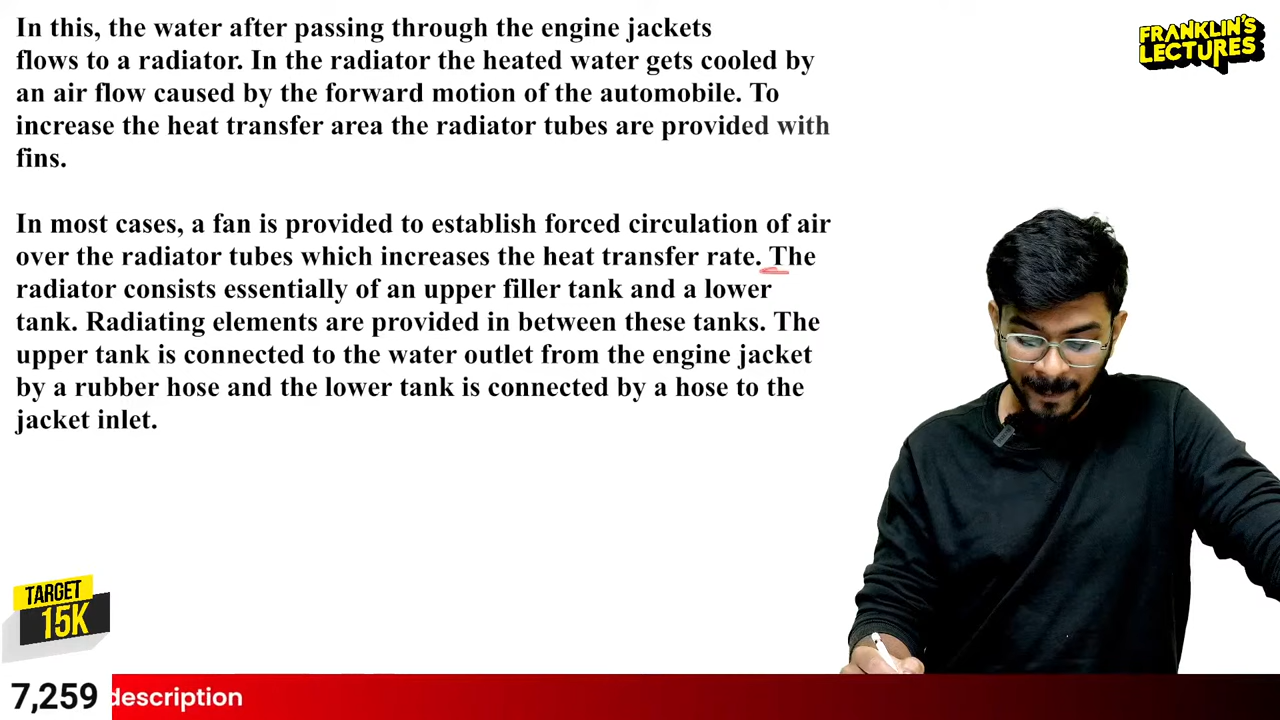 In this, the water after passing through the engine jackets
flows to a radiator. In the radiator the heated water gets cooled by
an air flow caused by the forward motion of the automobile. To
increase the heat transfer area the radiator tubes are provided with
fins.
In most cases, a fan is provided to establish forced circulation of air
over the radiator tubes which increases the heat transfer rate. The
radiator consists essentially of an upper filler tank and a lower
tank. Radiating elements are provided in between these tanks. The
upper tank is connected to the water outlet from the engine jacket
by a rubber hose and the lower tank is connected by a hose to the
jacket inlet.
FRANKLIN'S
LECTURES
TARGET
15K
7,259
description